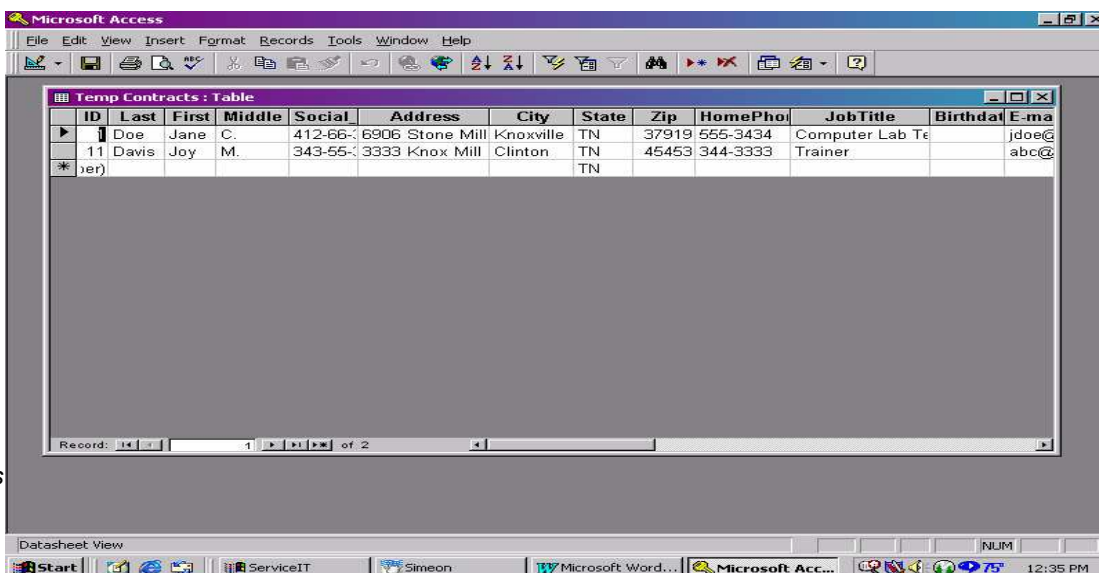 Microsoft Access
File Edit View Insert Format Records Tools Window Help
Temp Contracts : Table
ID Last First Middle Social_ Address City State Zip HomePhon JobTitle Birthdat E-ma
1 Doe Jane C. 412-66- 6906 Stone Mill Knoxville TN 37919 555-3434 Computer Lab Te jdoe@
11 Davis Joy M. 343-55- 3333 Knox Mill Clinton TN 45453 344-3333 Trainer abc@
ber) TN
Record: 1 of 2
s
Datasheet View NUM
Start ServiceIT Simeon Microsoft Word... Microsoft Acc... 75° 12:35 PM